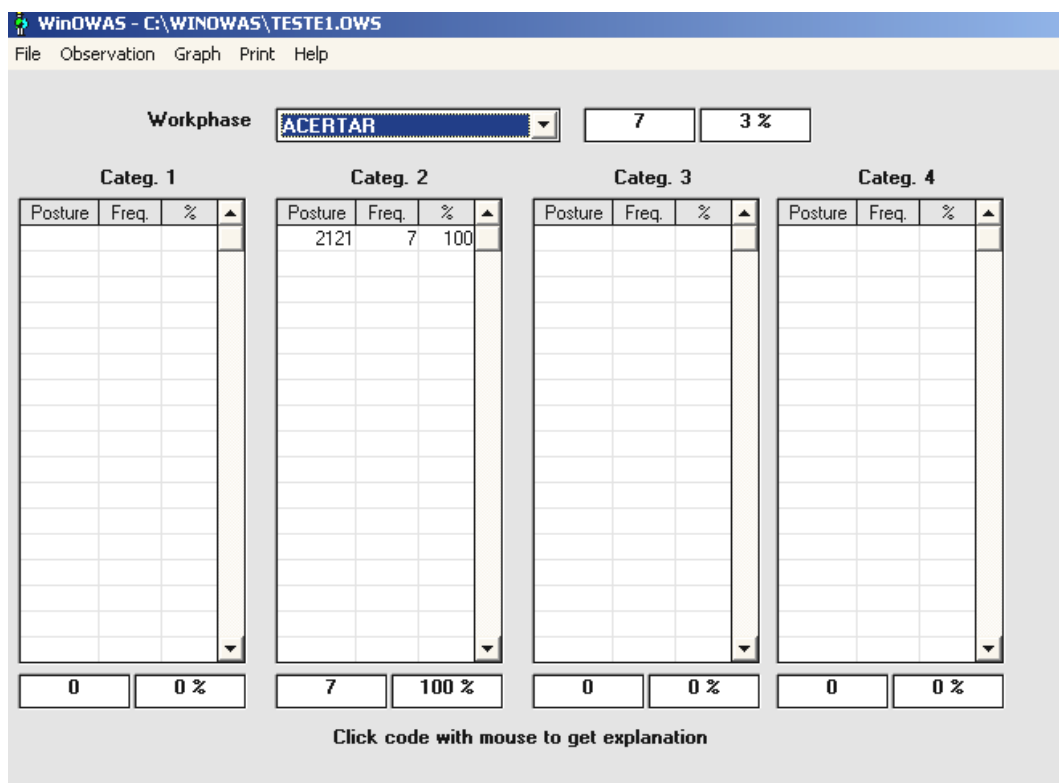 WinOWAS - C:\WINOWAS\TESTE1.OWS
File Observation Graph Print Help
Workphase ACERTAR 7 3 %
Categ. 1 Categ. 2 Categ. 3 Categ. 4
Posture Freq. % Posture Freq. % Posture Freq. % Posture Freq. %
2121 7 100
0 0 % 7 100 % 0 0 % 0 0 %
Click code with mouse to get explanation